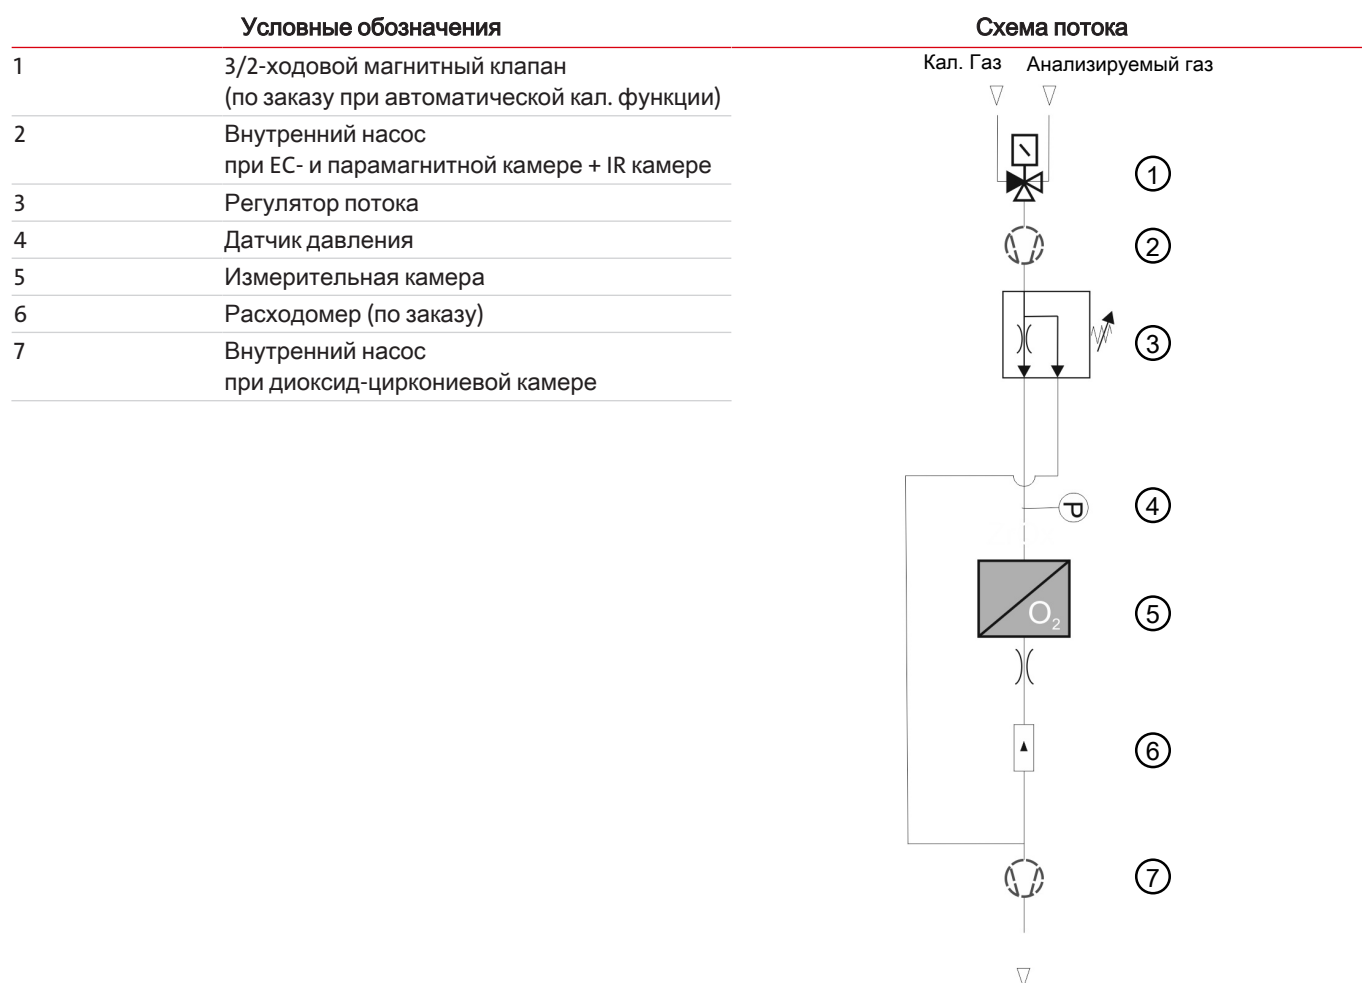 Условные обозначения
Схема потока
1
3/2-ходовой магнитный клапан
(по заказу при автоматической кал. функции)
2
Внутренний насос
при EC- и парамагнитной камере + IR камере
3
Регулятор потока
4
Датчик давления
5
Измерительная камера
6
Расходомер (по заказу)
7
Внутренний насос
при диоксид-циркониевой камере
Кал. Газ
Анализируемый газ
1
2
3
P
4
O2
5
6
7